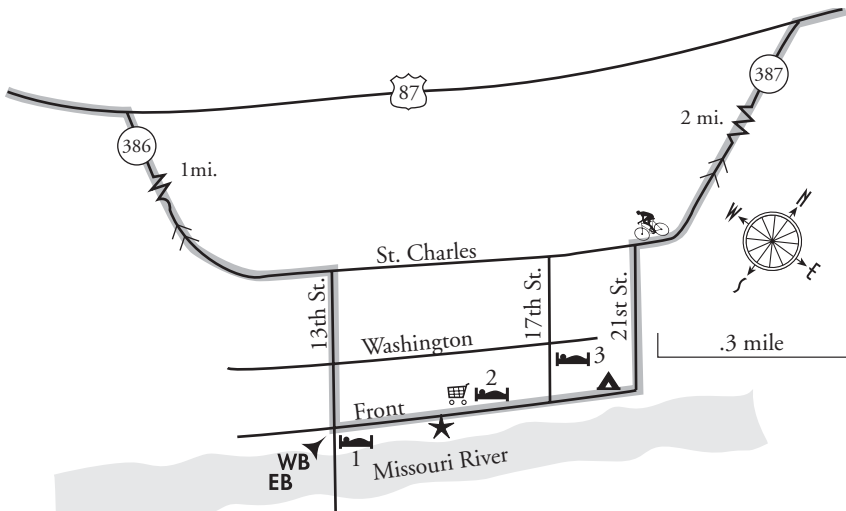 87
387
2 mi.
386
1mi.
N
W
E
S
St. Charles
13th St.
17th St.
21st St.
.3 mile
Washington
3
2
Front
1
WB
EB
Missouri River